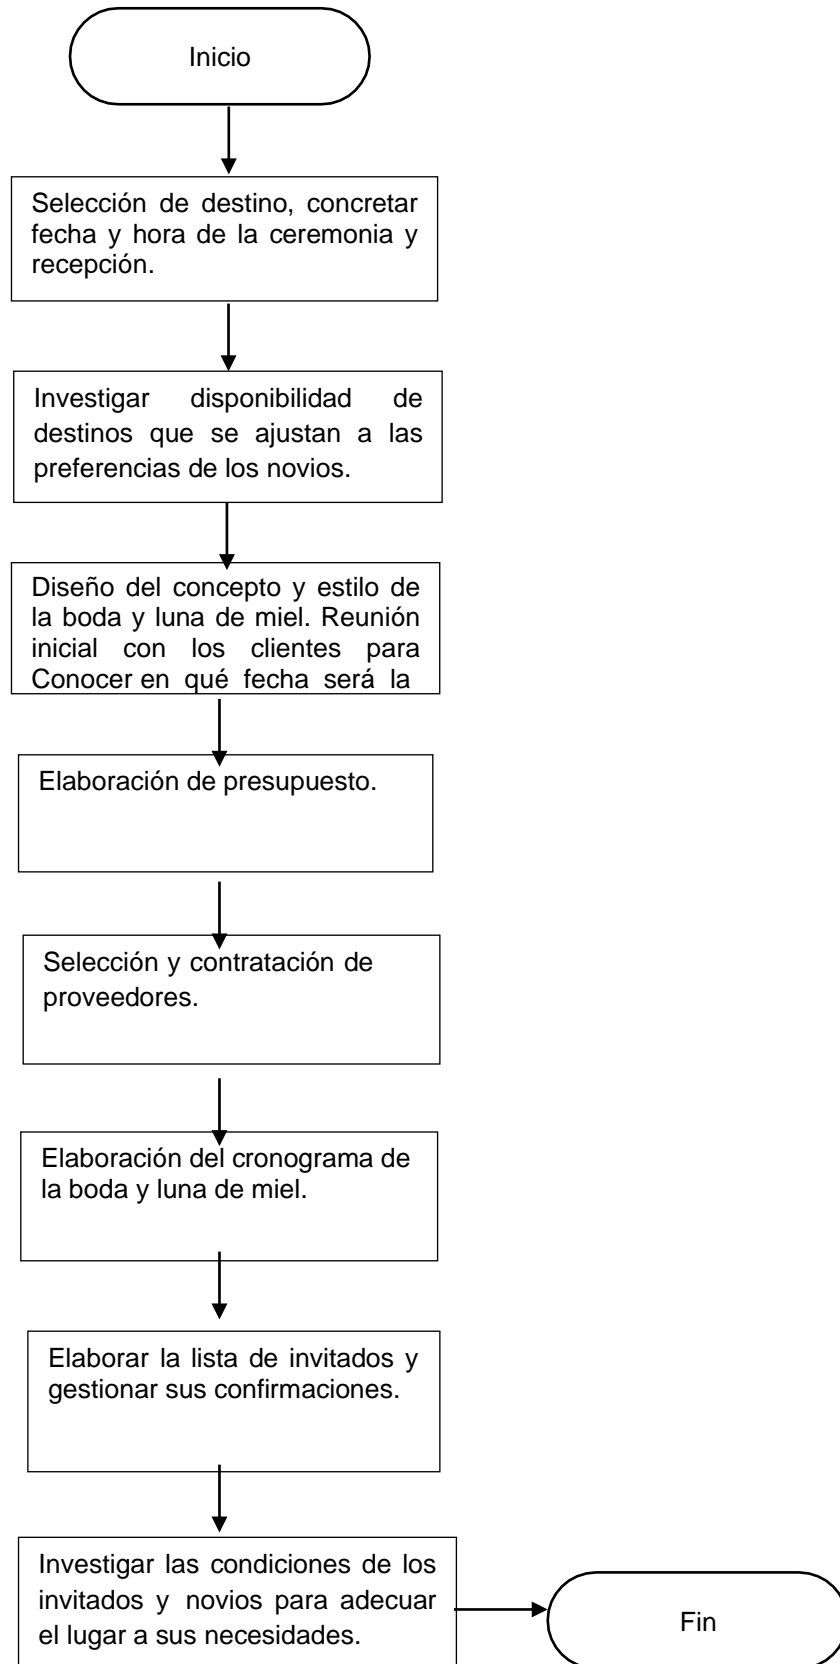 Inicio
Selección de destino, concretar
fecha y hora de la ceremonia y
recepción.
Investigar disponibilidad de
destinos que se ajustan a las
preferencias de los novios.
Diseño del concepto y estilo de
la boda y luna de miel. Reunión
inicial con los clientes para
Conocer en qué fecha será la
Elaboración de presupuesto.
Selección y contratación de
proveedores.
Elaboración del cronograma de
la boda y luna de miel.
Elaborar la lista de invitados y
gestionar sus confirmaciones.
Investigar las condiciones de los
invitados y novios para adecuar
el lugar a sus necesidades.
Fin